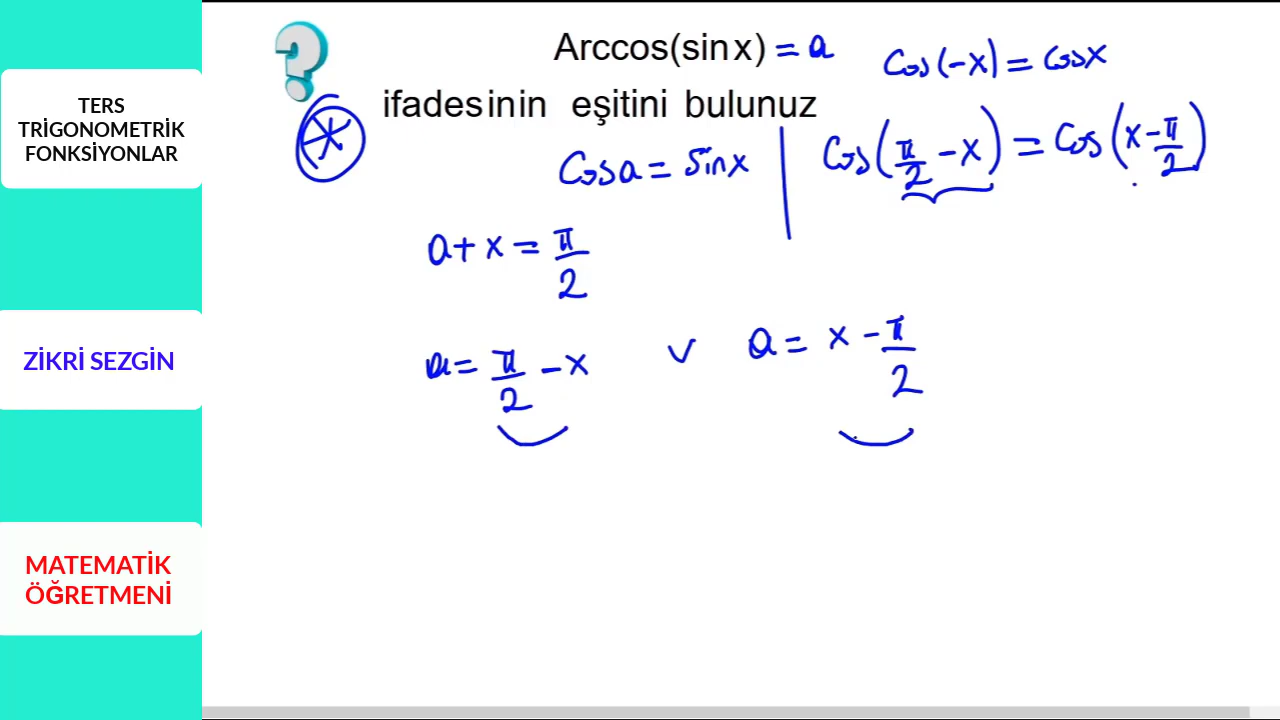 TERS
TRİGONOMETRİK
FONKSİYONLAR
ZİKRİ SEZGİN
MATEMATİK
ÖĞRETMENİ
Arccos(sin x) = a
ifadesinin eşitini bulunuz
Cos(-x) = Cosx
Cos a = Sinx
Cos(π/2 - x) = Cos(x - π/2)
a + x = π/2
a = π/2 - x ∨ a = x - π/2